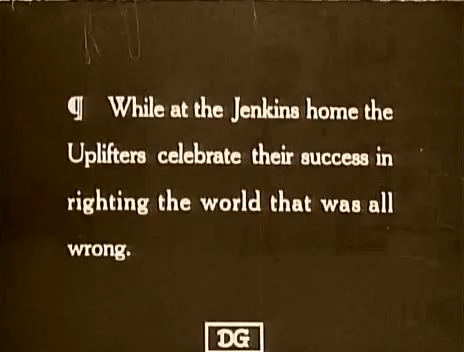 ¶ While at the Jenkins home the
Uplifters celebrate their success in
righting the world that was all
wrong.
DG